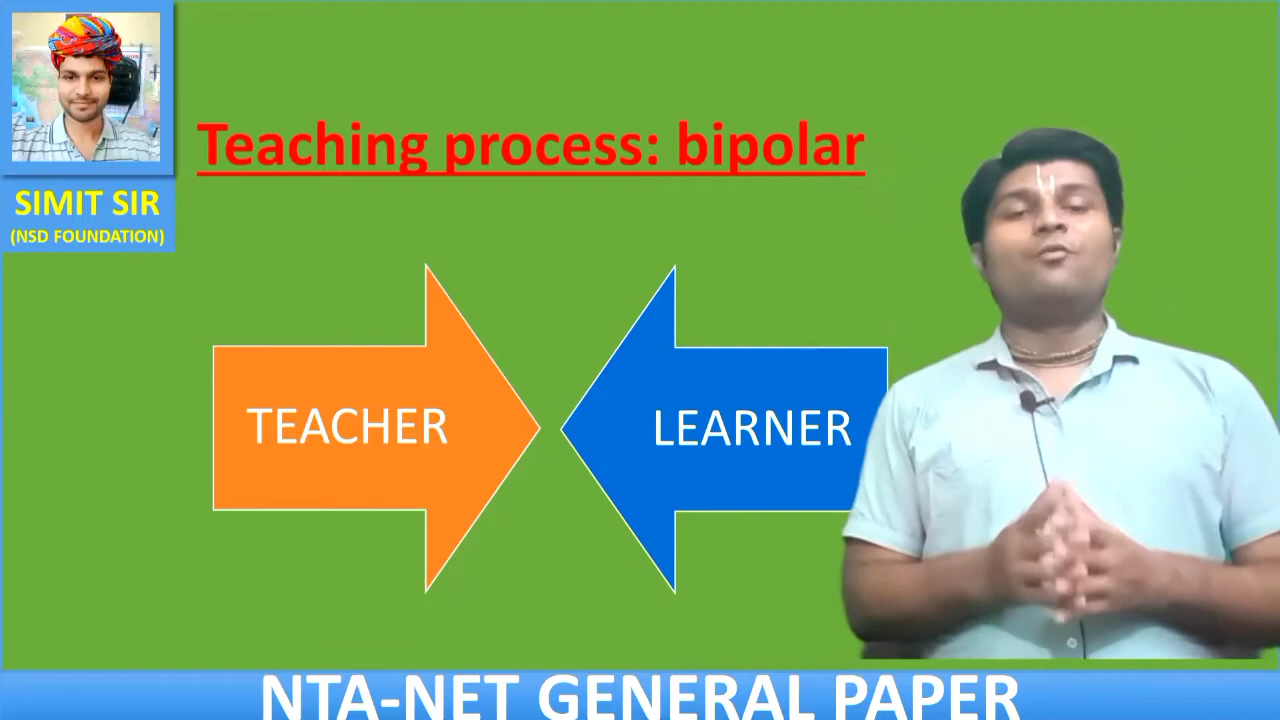 SIMIT SIR
(NSD FOUNDATION)
Teaching process: bipolar
TEACHER
LEARNER
NTA-NET GENERAL PAPER